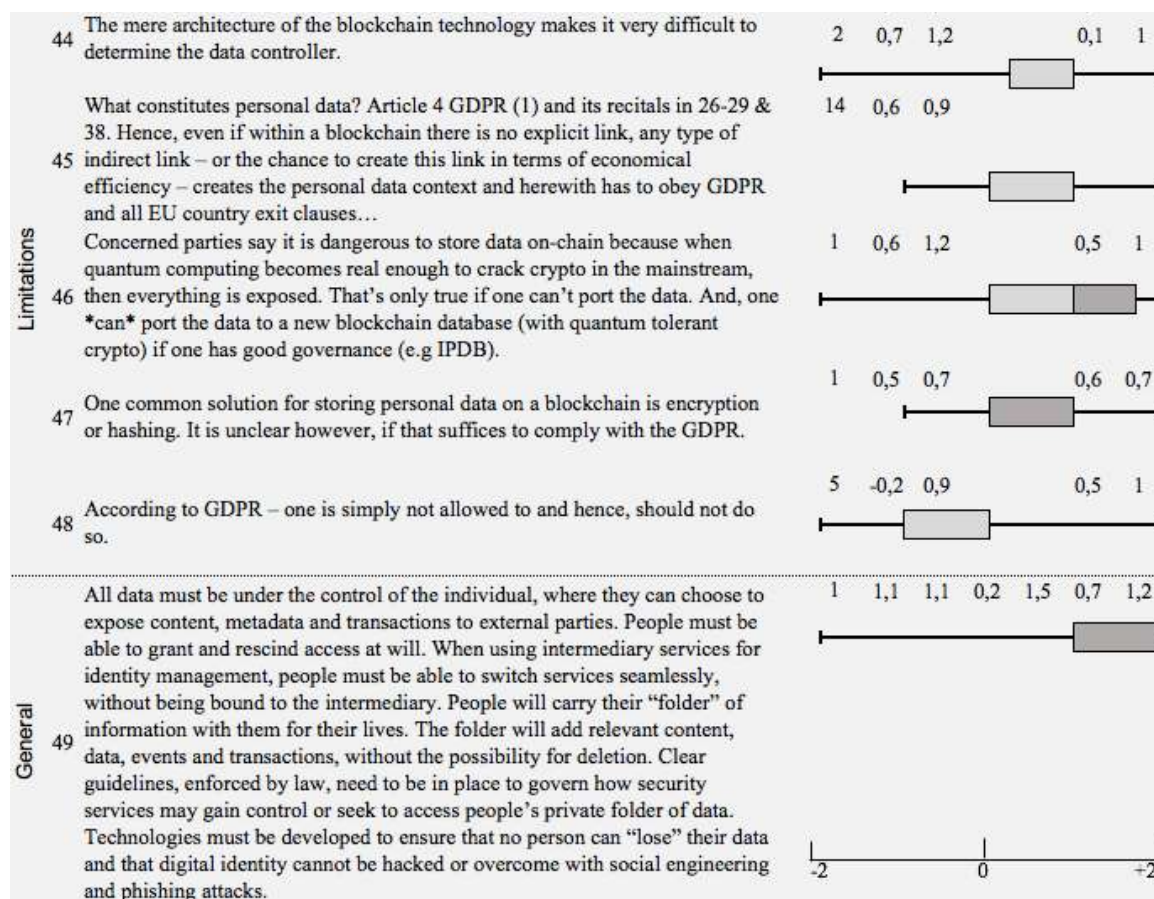 The mere architecture of the blockchain technology makes it very difficult to
44
determine the data controller.
2 0,7 1,2 0,1 1
What constitutes personal data? Article 4 GDPR (1) and its recitals in 26-29 &
14 0,6 0,9
38. Hence, even if within a blockchain there is no explicit link, any type of
45 indirect link – or the chance to create this link in terms of economical
efficiency – creates the personal data context and herewith has to obey GDPR
and all EU country exit clauses…
Limitations
Concerned parties say it is dangerous to store data on-chain because when
1 0,6 1,2 0,5 1
quantum computing becomes real enough to crack crypto in the mainstream,
46 then everything is exposed. That's only true if one can't port the data. And, one
*can* port the data to a new blockchain database (with quantum tolerant
crypto) if one has good governance (e.g IPDB).
1 0,5 0,7 0,6 0,7
One common solution for storing personal data on a blockchain is encryption
47
or hashing. It is unclear however, if that suffices to comply with the GDPR.
5 -0,2 0,9 0,5 1
According to GDPR – one is simply not allowed to and hence, should not do
48
so.
All data must be under the control of the individual, where they can choose to
1 1,1 1,1 0,2 1,5 0,7 1,2
expose content, metadata and transactions to external parties. People must be
able to grant and rescind access at will. When using intermediary services for
identity management, people must be able to switch services seamlessly,
without being bound to the intermediary. People will carry their "folder" of
General
information with them for their lives. The folder will add relevant content,
49 data, events and transactions, without the possibility for deletion. Clear
guidelines, enforced by law, need to be in place to govern how security
services may gain control or seek to access people's private folder of data.
Technologies must be developed to ensure that no person can "lose" their data
and that digital identity cannot be hacked or overcome with social engineering
and phishing attacks.
-2 0 +2